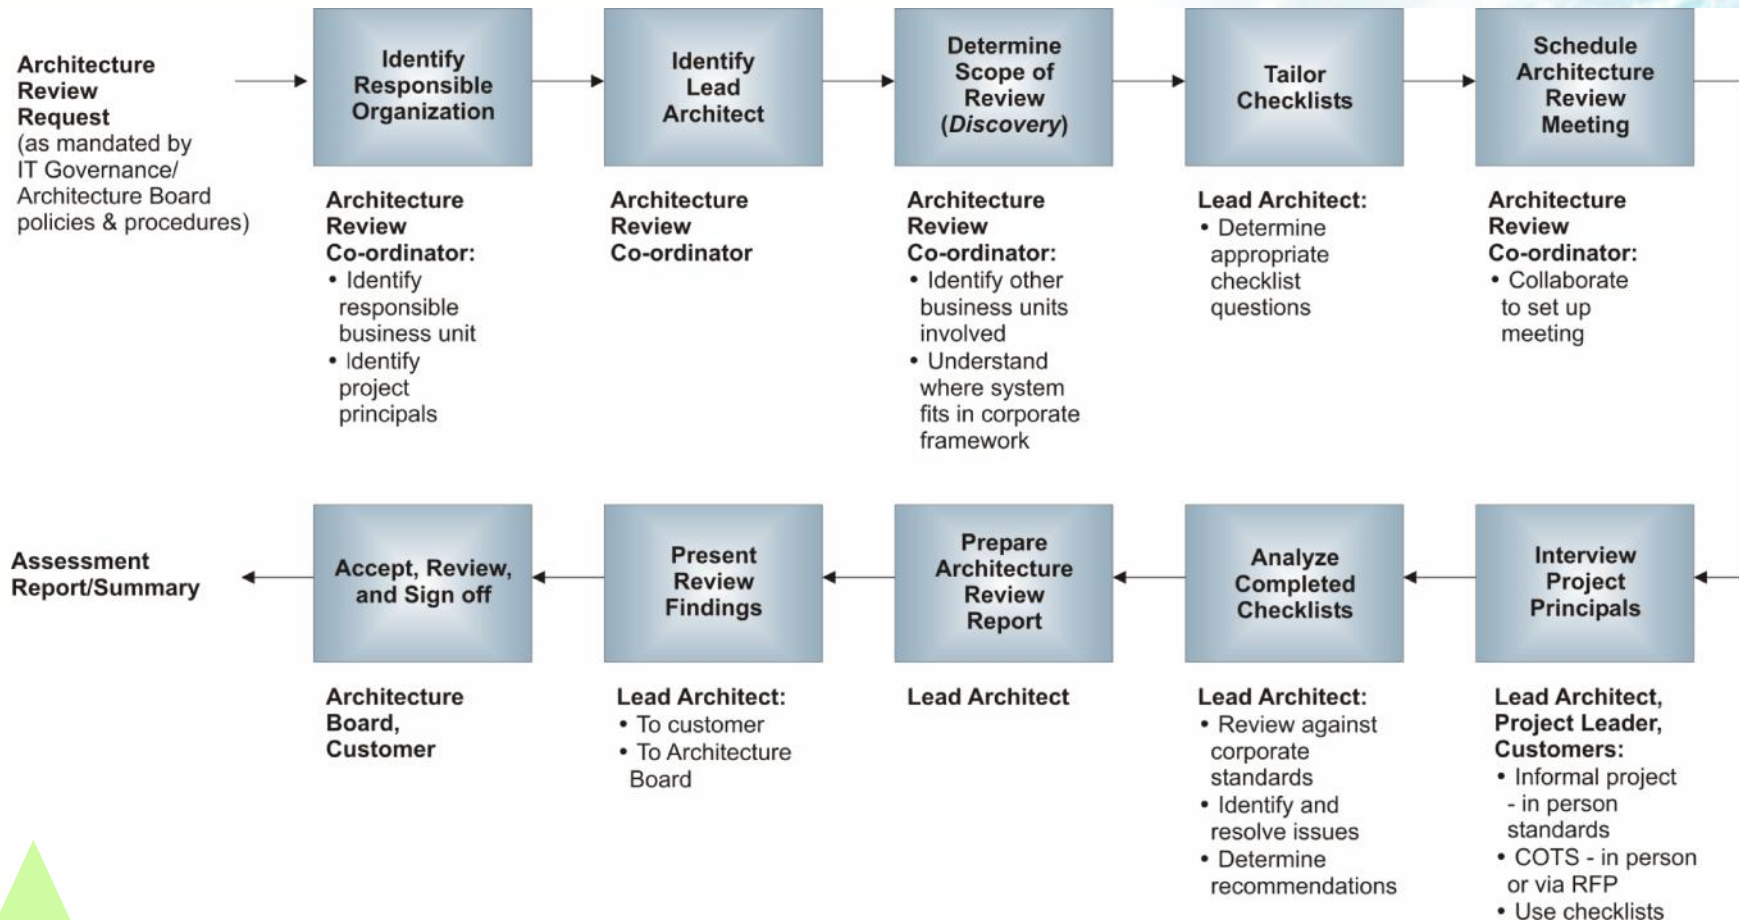 Architecture
Review
Request
(as mandated by
IT Governance/
Architecture Board
policies & procedures)
Identify
Responsible
Organization
Architecture
Review
Co-ordinator:
• Identify
responsible
business unit
• Identify
project
principals
Identify
Lead
Architect
Architecture
Review
Co-ordinator
Determine
Scope of
Review
(Discovery)
Architecture
Review
Co-ordinator:
• Identify other
business units
involved
• Understand
where system
fits in corporate
framework
Tailor
Checklists
Lead Architect:
• Determine
appropriate
checklist
questions
Schedule
Architecture
Review
Meeting
Architecture
Review
Co-ordinator:
• Collaborate
to set up
meeting
Interview
Project
Principals
Lead Architect,
Project Leader,
Customers:
• Informal project
- in person
standards
• COTS - in person
or via RFP
• Use checklists
Analyze
Completed
Checklists
Lead Architect:
• Review against
corporate
standards
• Identify and
resolve issues
• Determine
recommendations
Prepare
Architecture
Review
Report
Lead Architect
Present
Review
Findings
Lead Architect:
• To customer
• To Architecture
Board
Accept, Review,
and Sign off
Architecture
Board,
Customer
Assessment
Report/Summary